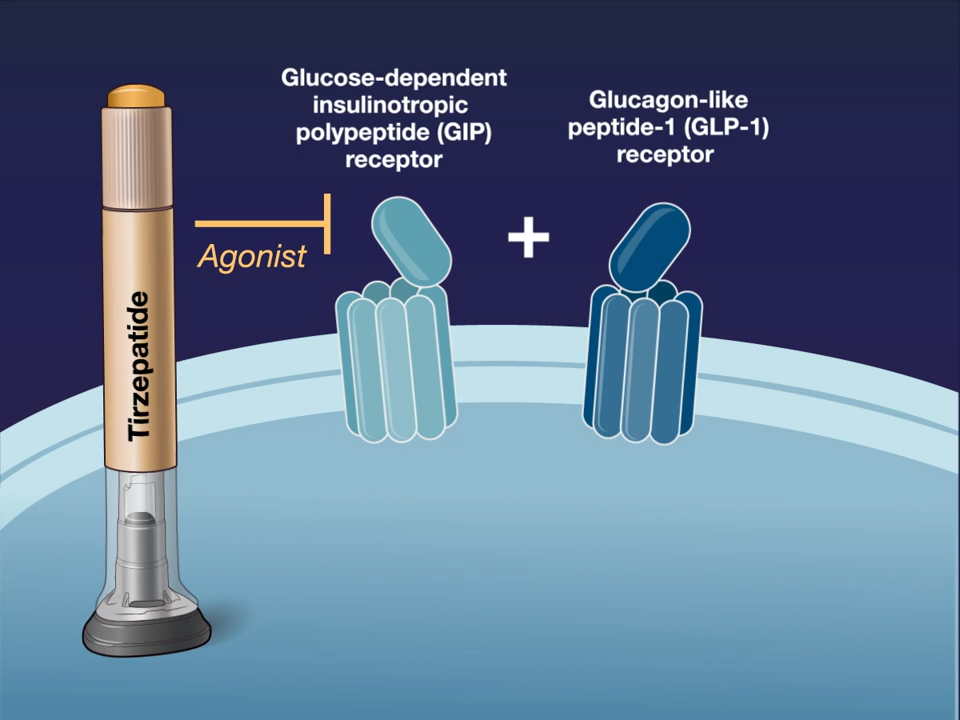 Glucose-dependent
insulinotropic
polypeptide (GIP)
receptor
Glucagon-like
peptide-1 (GLP-1)
receptor
+
Agonist
Tirzepatide